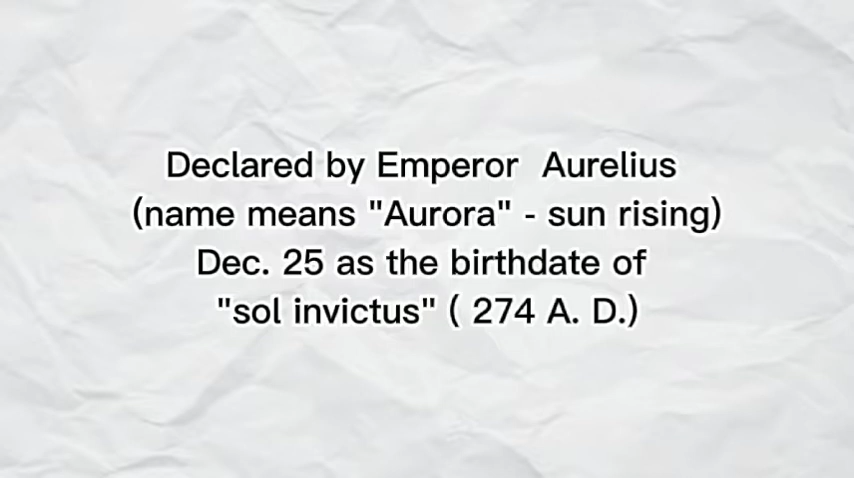 Declared by Emperor Aurelius
(name means "Aurora" - sun rising)
Dec. 25 as the birthdate of
"sol invictus" ( 274 A. D.)